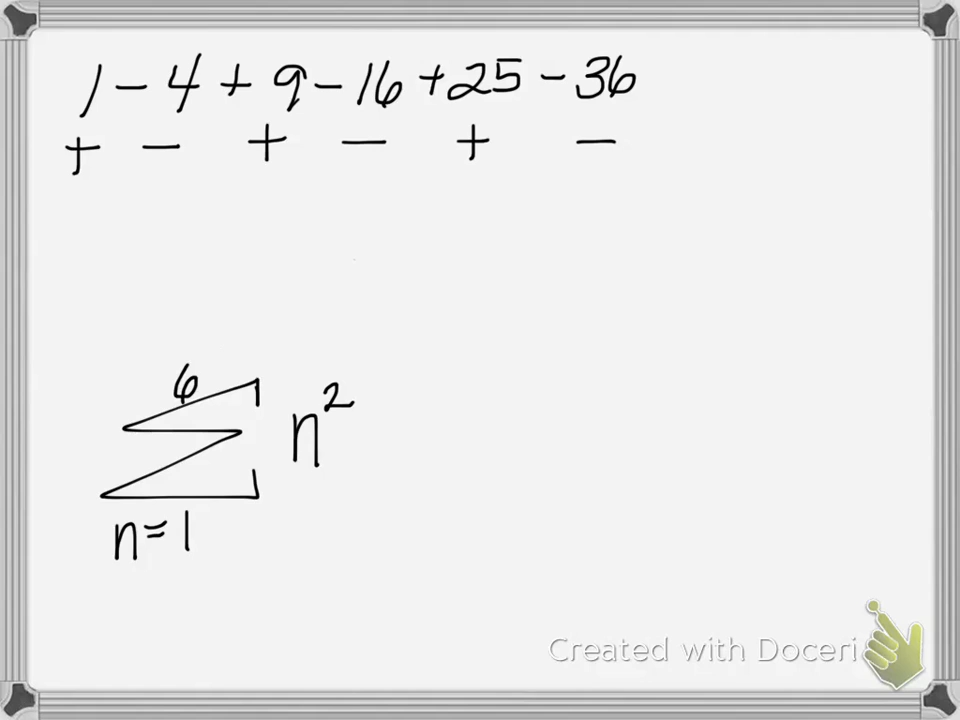 1 - 4 + 9 - 16 + 25 - 36
+ - + - + -
6
∑ n²
n = 1
Created with Doceri